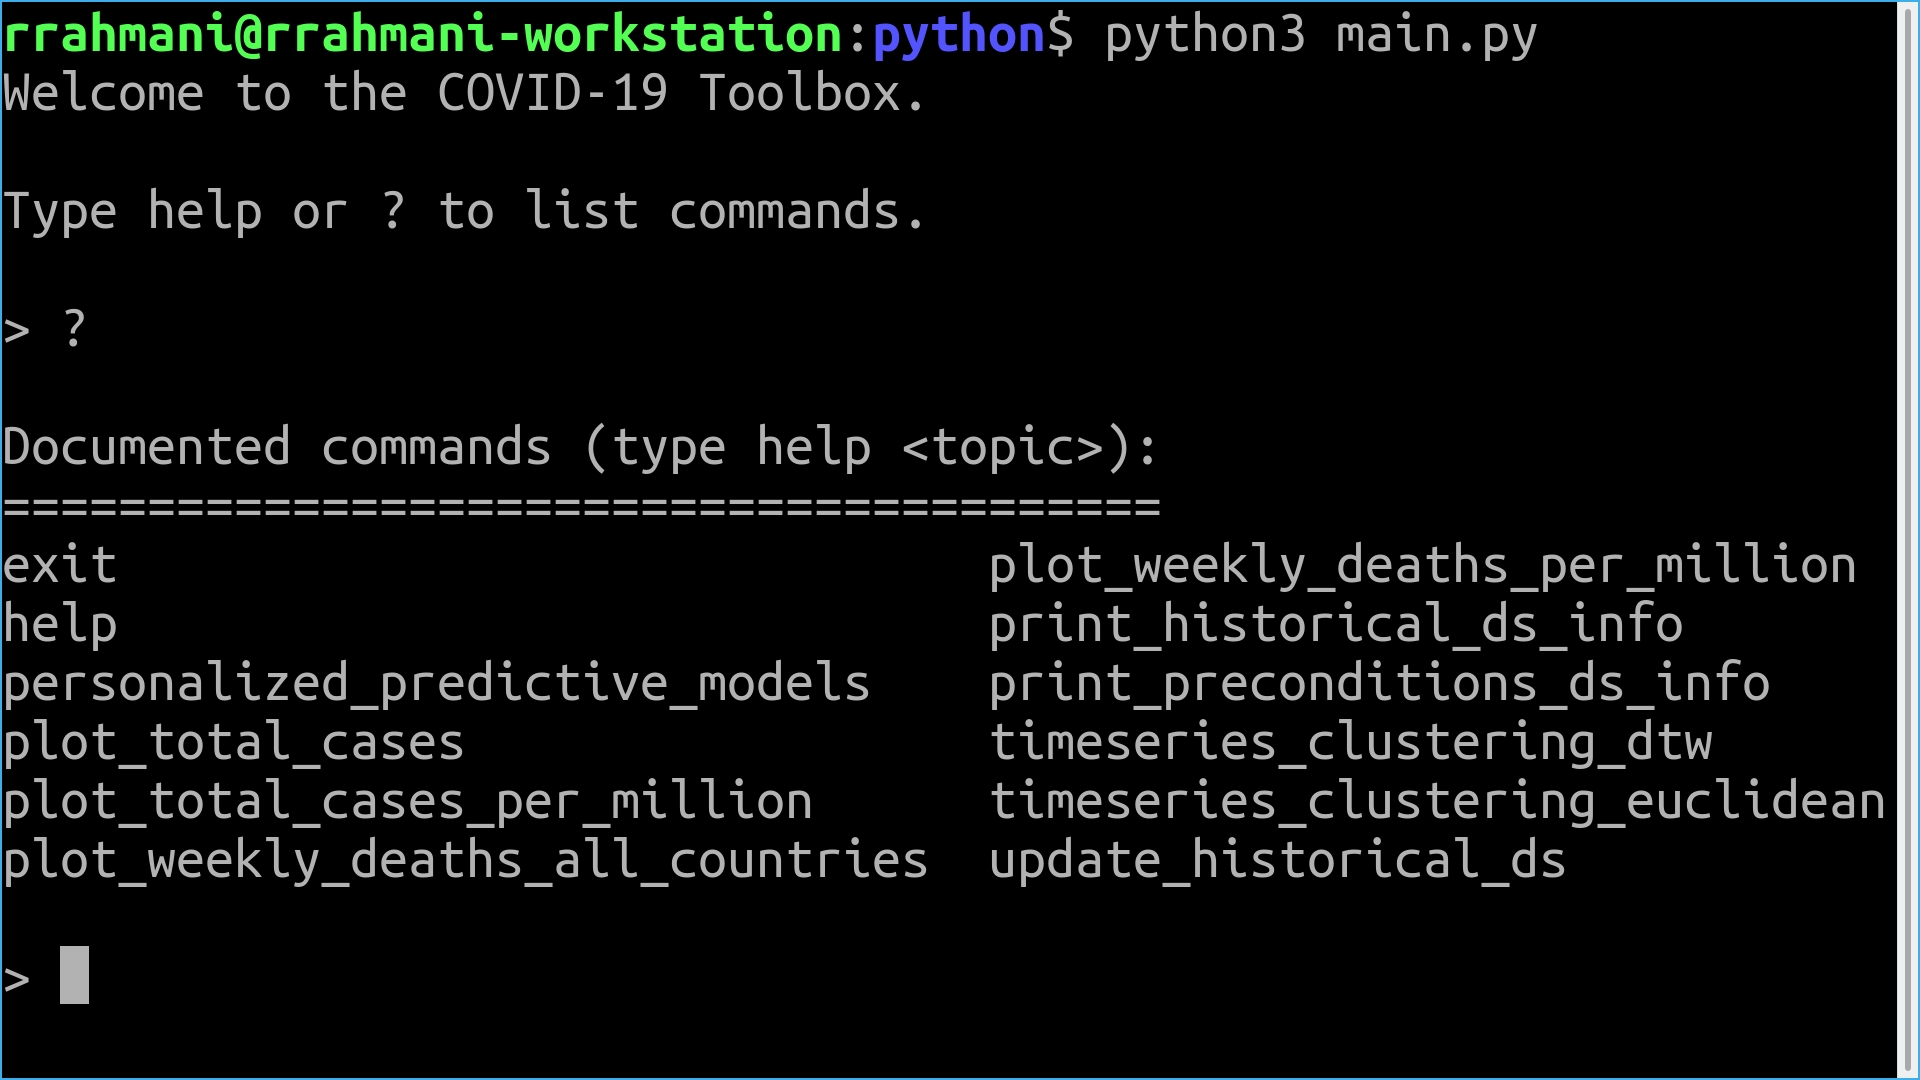 rrahmani@rrahmani-workstation:python$ python3 main.py
Welcome to the COVID-19 Toolbox.
Type help or ? to list commands.
> ?
Documented commands (type help <topic>):
========================================
exit                              plot_weekly_deaths_per_million
help                              print_historical_ds_info
personalized_predictive_models    print_preconditions_ds_info
plot_total_cases                  timeseries_clustering_dtw
plot_total_cases_per_million      timeseries_clustering_euclidean
plot_weekly_deaths_all_countries  update_historical_ds
>